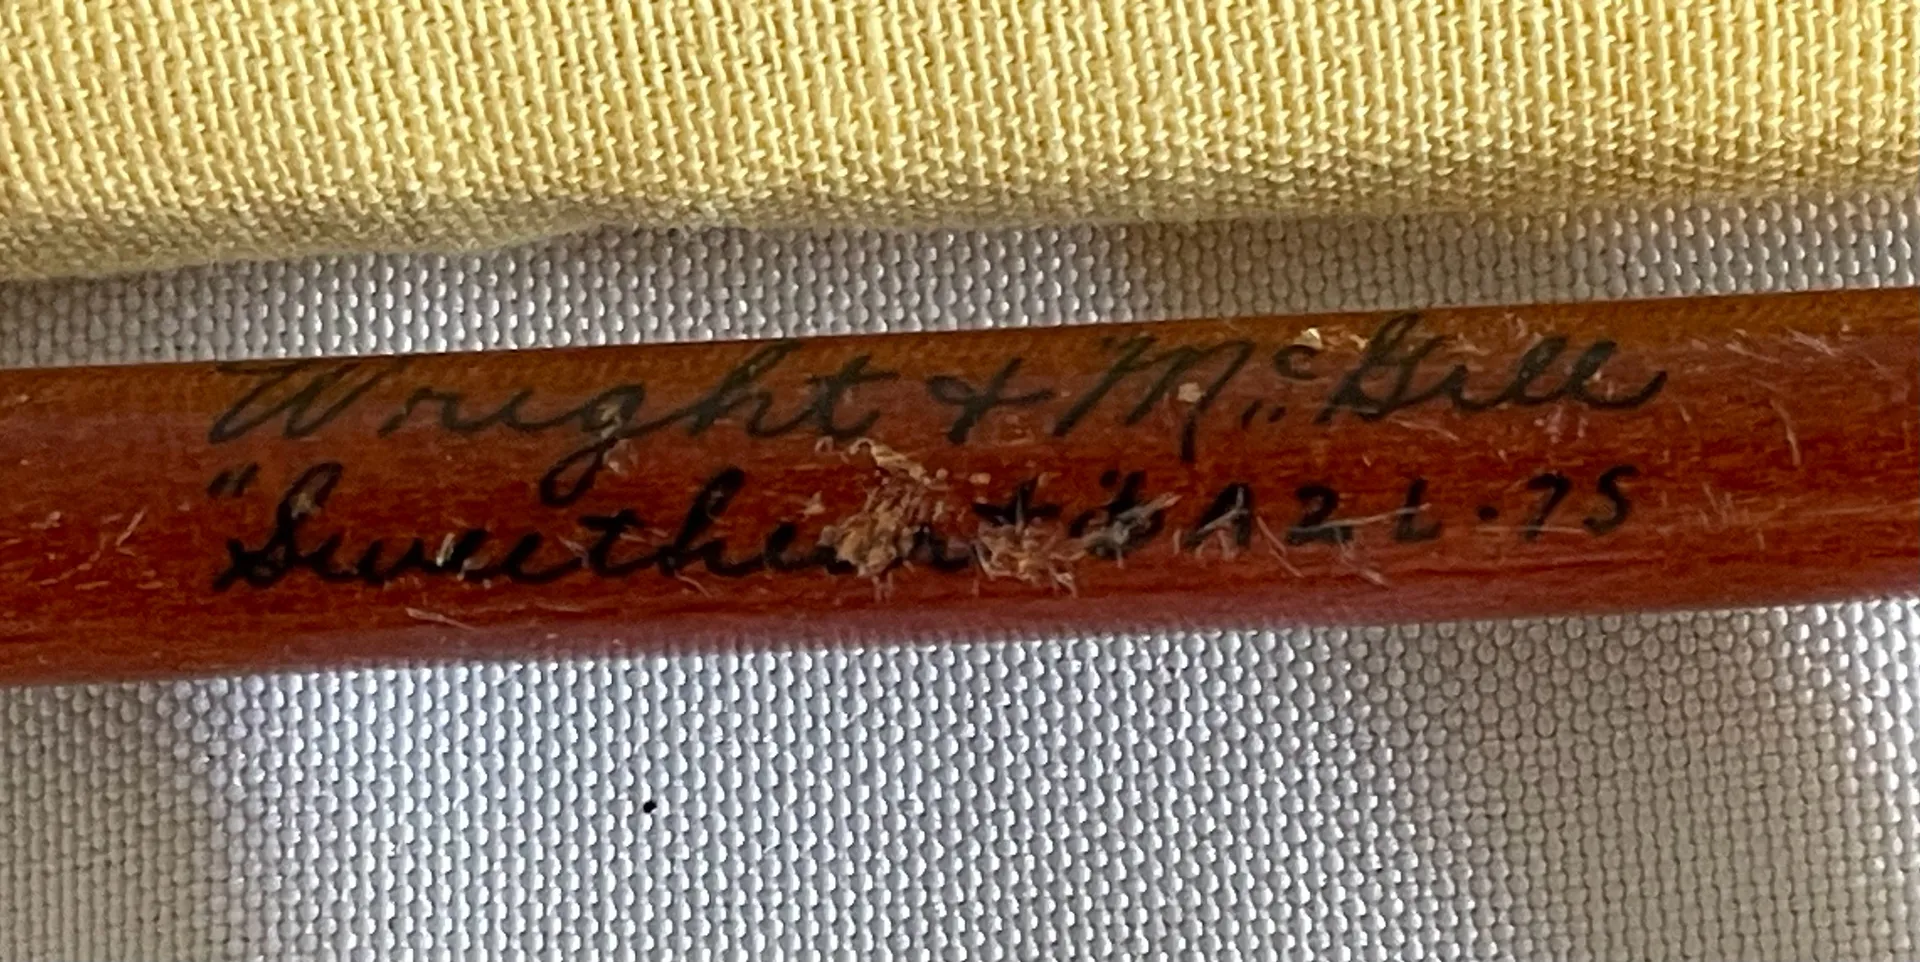 Wright & McGill
"Sweetheart" A2L·75